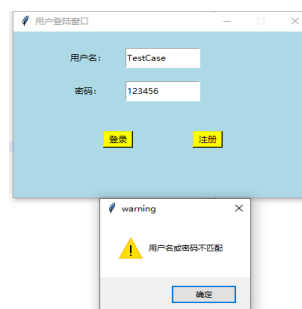 用户登陆窗口
用户名: TestCase
密码: 123456
登录 注册
warning
用户名或密码不匹配
确定